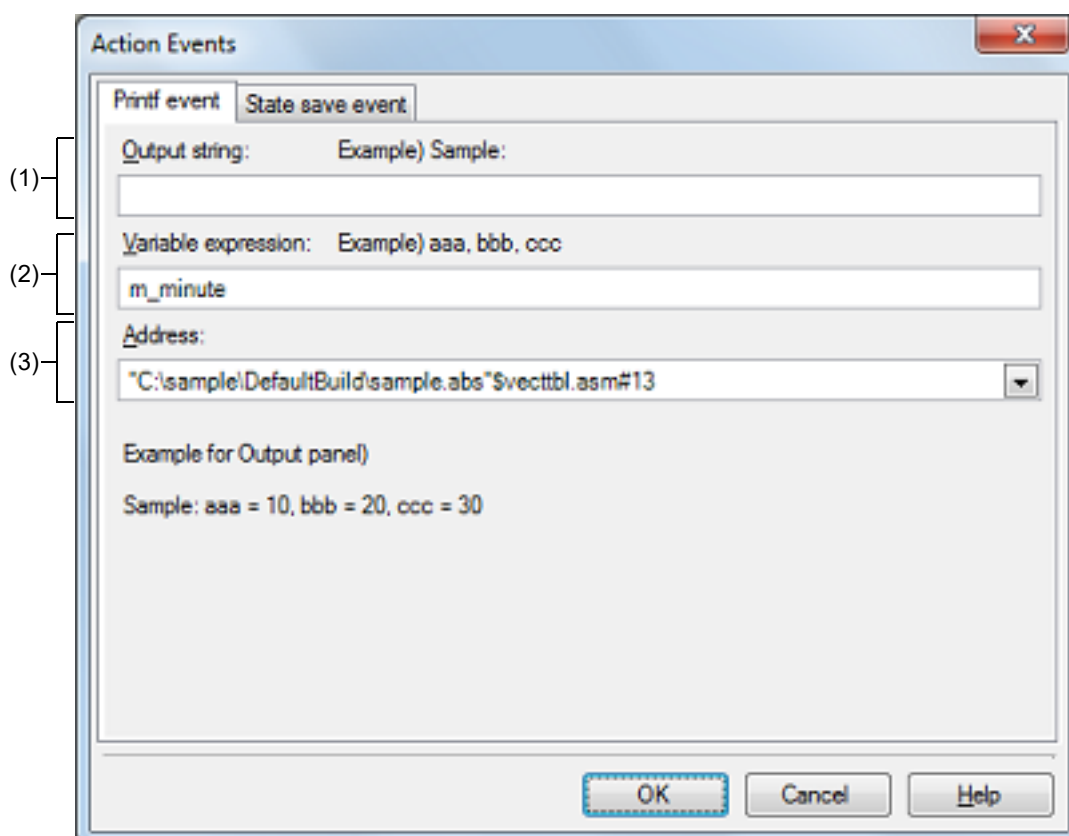 Action Events
Printf event State save event
(1)
Output string: Example) Sample:
(2)
Variable expression: Example) aaa, bbb, ccc
m_minute
(3)
Address:
"C:\sample\DefaultBuild\sample.abs"$vecttbl.asm#13
Example for Output panel)
Sample: aaa = 10, bbb = 20, ccc = 30
OK Cancel Help